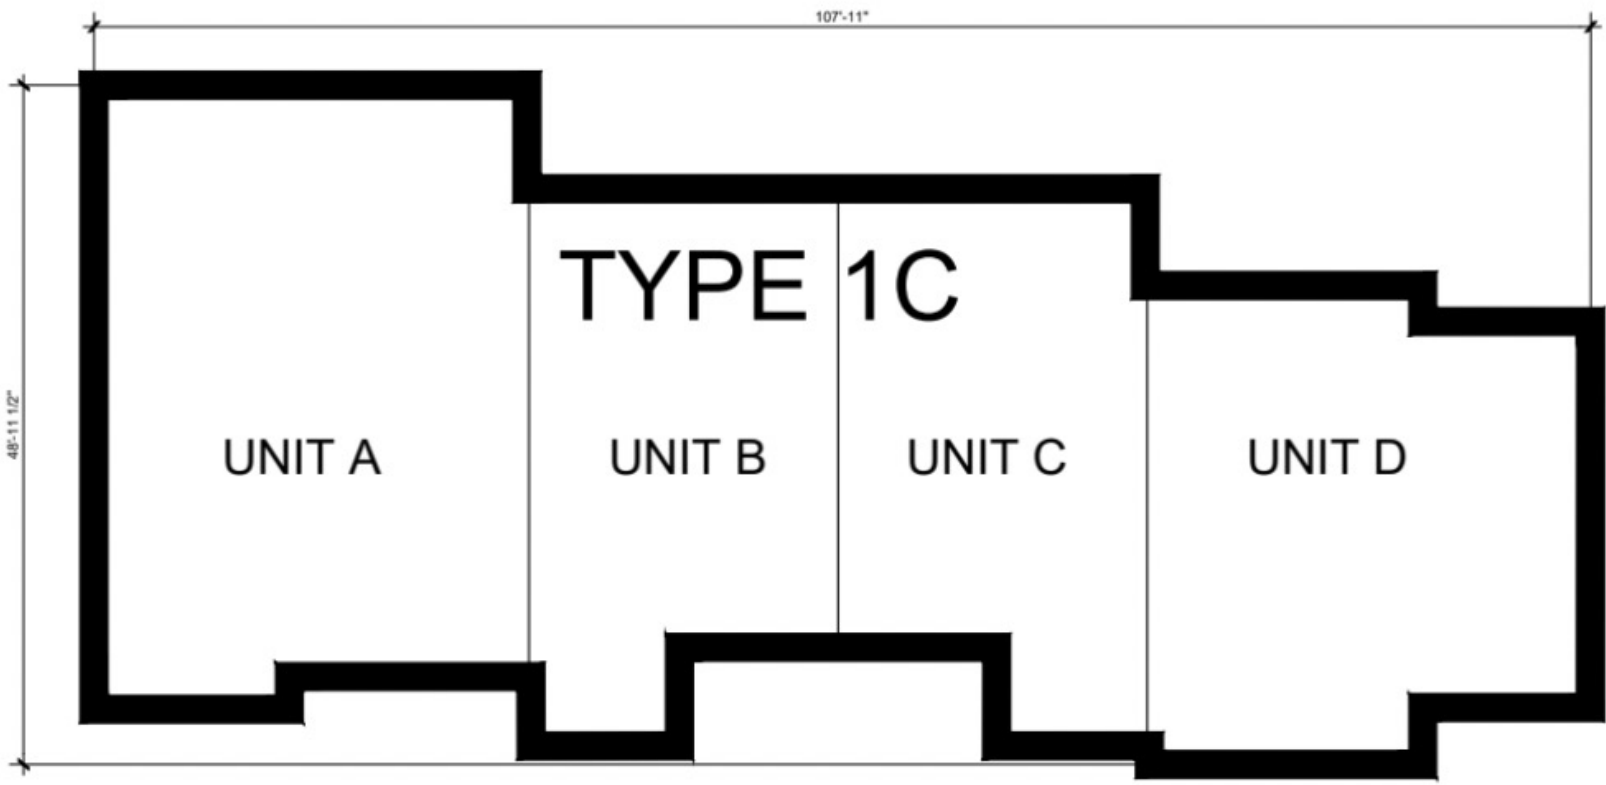 107'-11"
48'-11 1/2"
TYPE 1C
UNIT A
UNIT B
UNIT C
UNIT D